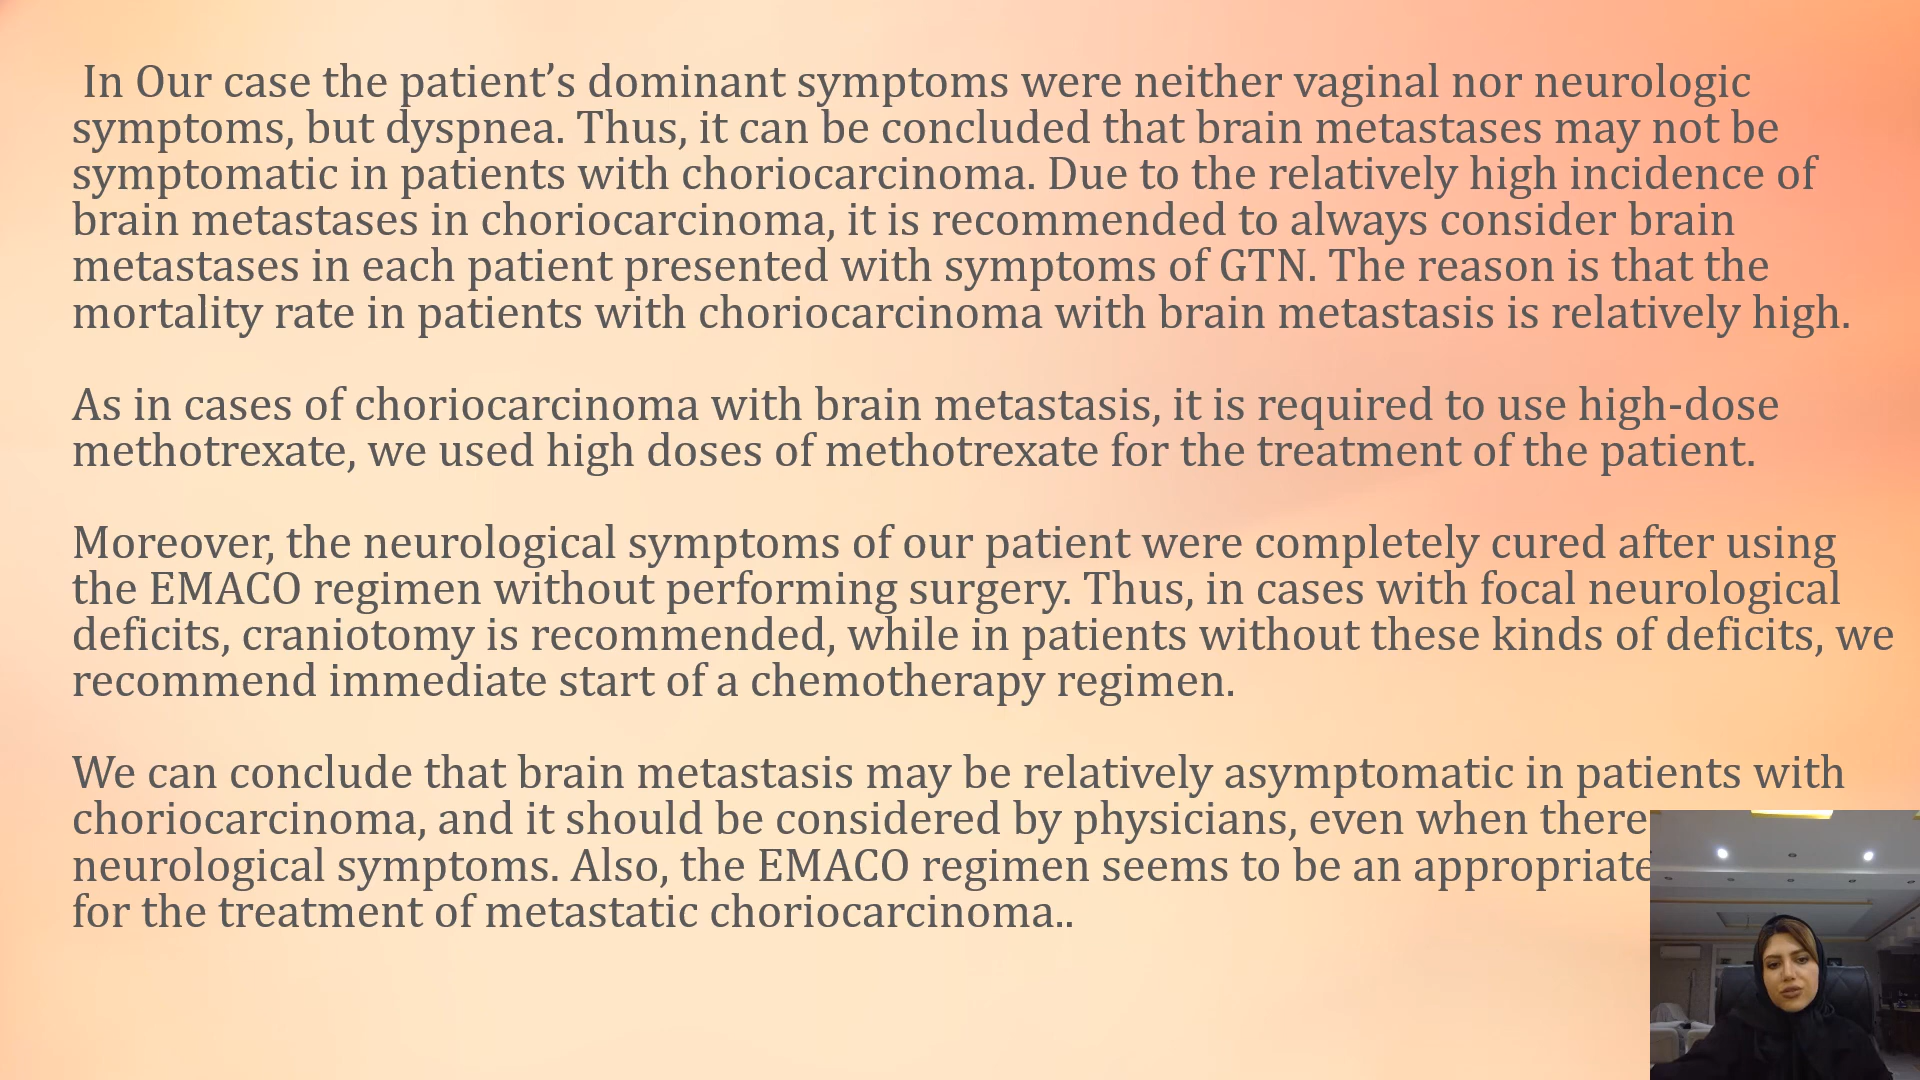 In Our case the patient’s dominant symptoms were neither vaginal nor neurologic
symptoms, but dyspnea. Thus, it can be concluded that brain metastases may not be
symptomatic in patients with choriocarcinoma. Due to the relatively high incidence of
brain metastases in choriocarcinoma, it is recommended to always consider brain
metastases in each patient presented with symptoms of GTN. The reason is that the
mortality rate in patients with choriocarcinoma with brain metastasis is relatively high.
As in cases of choriocarcinoma with brain metastasis, it is required to use high-dose
methotrexate, we used high doses of methotrexate for the treatment of the patient.
Moreover, the neurological symptoms of our patient were completely cured after using
the EMACO regimen without performing surgery. Thus, in cases with focal neurological
deficits, craniotomy is recommended, while in patients without these kinds of deficits, we
recommend immediate start of a chemotherapy regimen.
We can conclude that brain metastasis may be relatively asymptomatic in patients with
choriocarcinoma, and it should be considered by physicians, even when there
neurological symptoms. Also, the EMACO regimen seems to be an appropriate
for the treatment of metastatic choriocarcinoma..